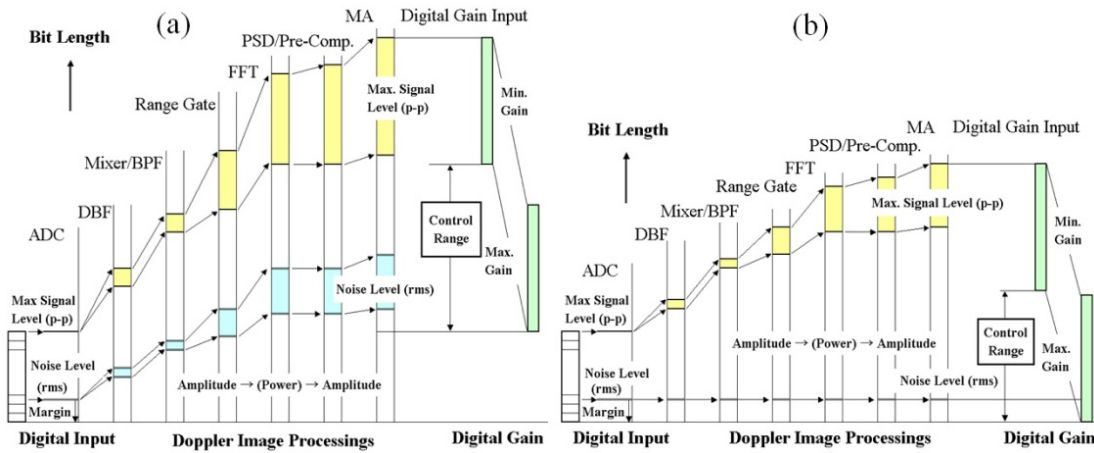 (a)
Bit Length
ADC
DBF
Mixer/BPF
Range Gate
FFT
PSD/Pre-Comp.
MA
Digital Gain Input
Max. Signal
Level (p-p)
Min.
Gain
Control
Range
Max.
Gain
Max Signal
Level (p-p)
Noise Level (rms)
Noise Level
(rms)
Margin
Amplitude → (Power) → Amplitude
Digital Input
Doppler Image Processings
Digital Gain
(b)
Bit Length
ADC
DBF
Mixer/BPF
Range Gate
FFT
PSD/Pre-Comp.
MA
Digital Gain Input
Max. Signal Level (p-p)
Min.
Gain
Max Signal
Level (p-p)
Control
Range
Max.
Gain
Amplitude → (Power) → Amplitude
Noise Level
(rms)
Noise Level (rms)
Margin
Digital Input
Doppler Image Processings
Digital Gain